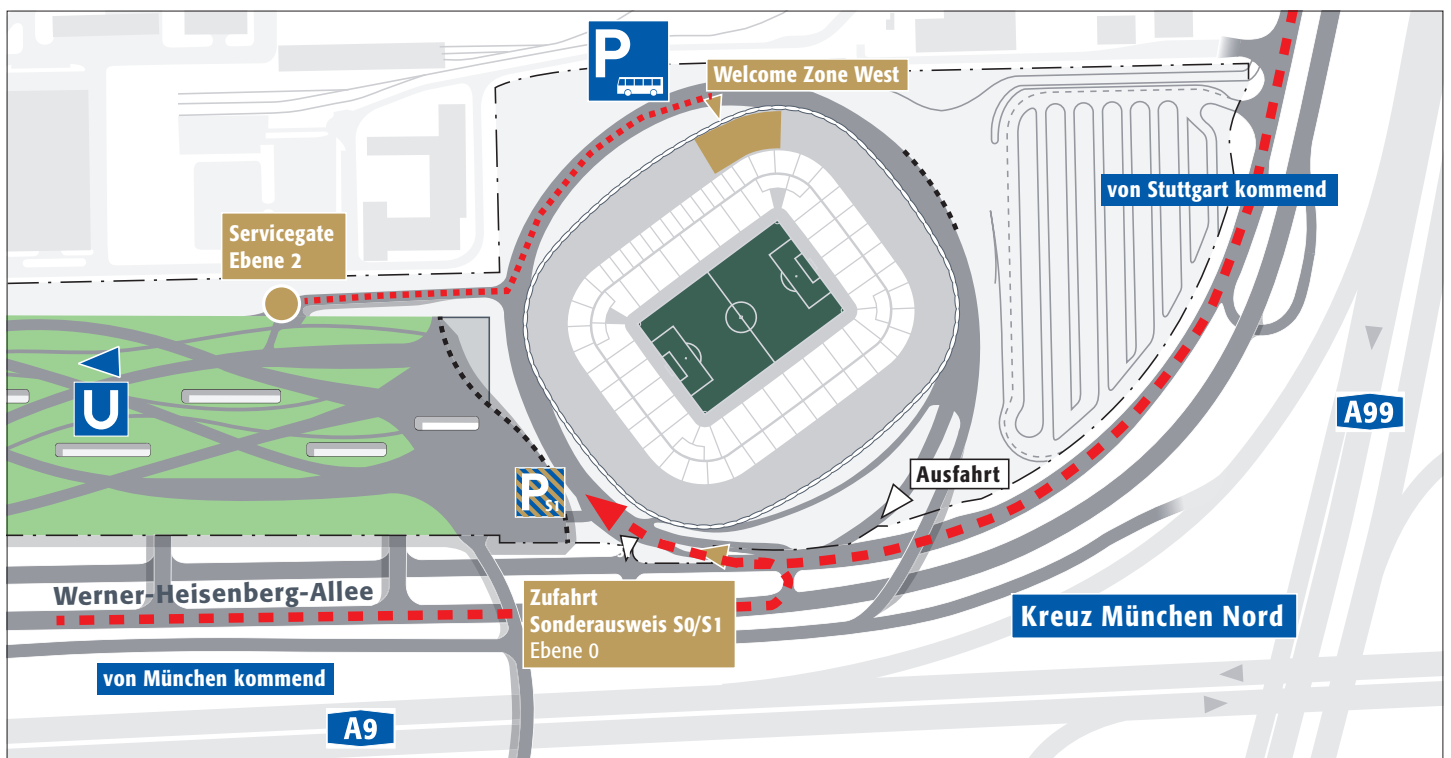 P
Welcome Zone West
von Stuttgart kommend
Servicegate
Ebene 2
U
A99
Ausfahrt
P
S1
Werner-Heisenberg-Allee
Zufahrt
Sonderausweis S0/S1
Ebene 0
Kreuz München Nord
von München kommend
A9